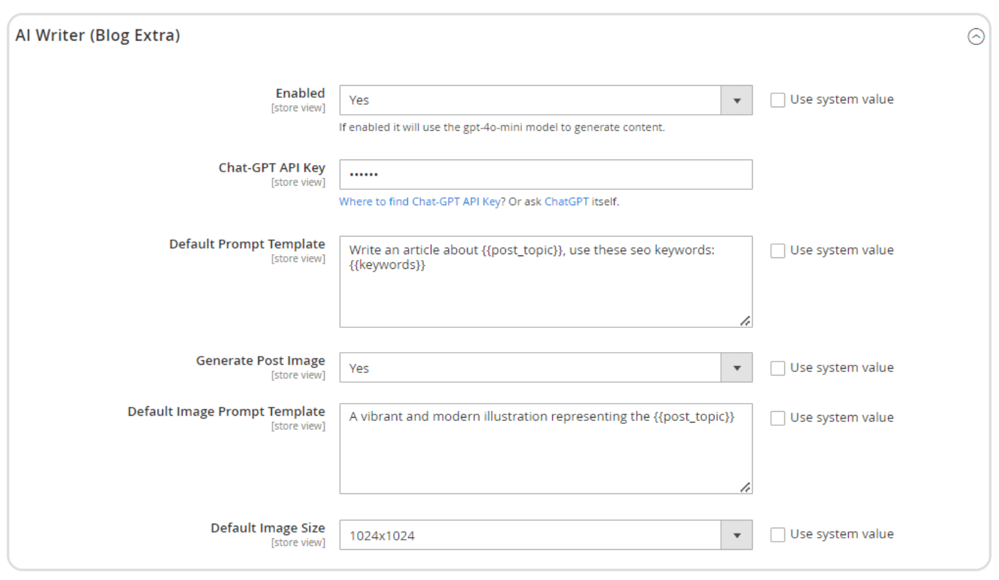 AI Writer (Blog Extra)
Enabled
[store view]
Yes
Use system value
If enabled it will use the gpt-4o-mini model to generate content.
Chat-GPT API Key
[store view]
••••••
Where to find Chat-GPT API Key? Or ask ChatGPT itself.
Default Prompt Template
[store view]
Write an article about {{post_topic}}, use these seo keywords:
{{keywords}}
Use system value
Generate Post Image
[store view]
Yes
Use system value
Default Image Prompt Template
[store view]
A vibrant and modern illustration representing the {{post_topic}}
Use system value
Default Image Size
[store view]
1024x1024
Use system value